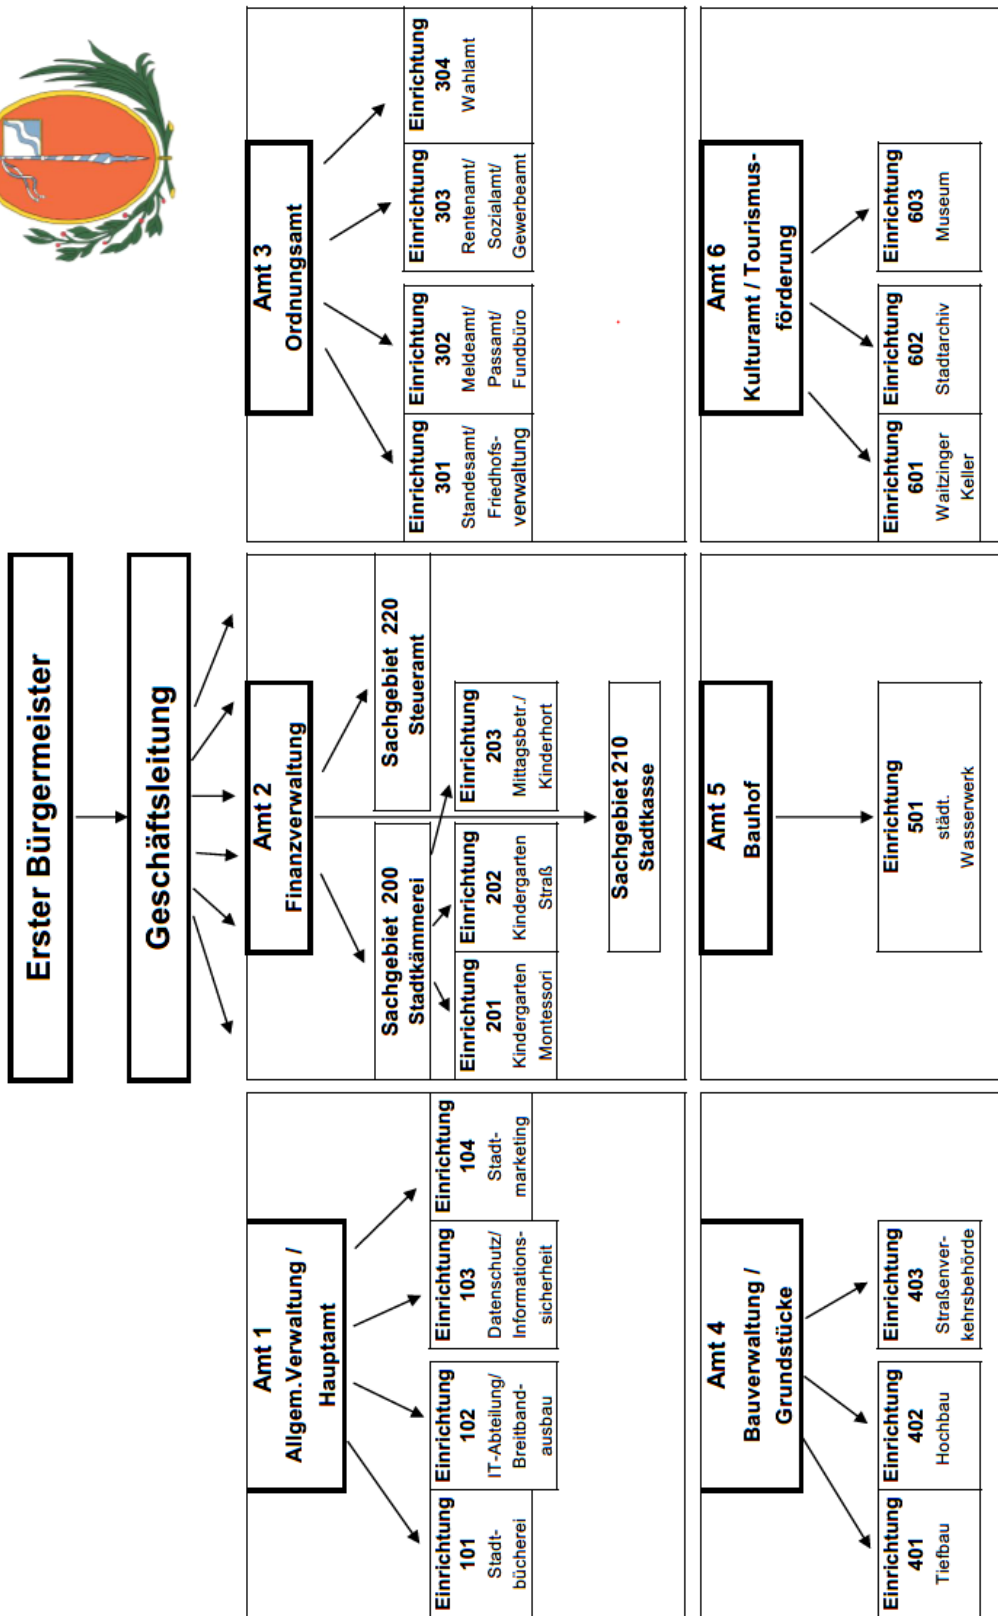 Erster Bürgermeister
Geschäftsleitung
Amt 1
Allgem.Verwaltung /
Hauptamt
Einrichtung
101
Stadt-
bücherei
Einrichtung
102
IT-Abteilung/
Breitband-
ausbau
Einrichtung
103
Datenschutz/
Informations-
sicherheit
Einrichtung
104
Stadt-
marketing
Amt 2
Finanzverwaltung
Sachgebiet 200
Stadtkämmerei
Sachgebiet 220
Steueramt
Einrichtung
201
Kindergarten
Montessori
Einrichtung
202
Kindergarten
Straß
Einrichtung
203
Mittagsbetr./
Kinderhort
Sachgebiet 210
Stadtkasse
Amt 3
Ordnungsamt
Einrichtung
301
Standesamt/
Friedhofs-
verwaltung
Einrichtung
302
Meldeamt/
Passamt/
Fundbüro
Einrichtung
303
Rentenamt/
Sozialamt/
Gewerbeamt
Einrichtung
304
Wahlamt
Amt 4
Bauverwaltung /
Grundstücke
Einrichtung
401
Tiefbau
Einrichtung
402
Hochbau
Einrichtung
403
Straßenver-
kehrsbehörde
Amt 5
Bauhof
Einrichtung
501
städt.
Wasserwerk
Amt 6
Kulturamt / Tourismus-
förderung
Einrichtung
601
Waitzinger
Keller
Einrichtung
602
Stadtarchiv
Einrichtung
603
Museum